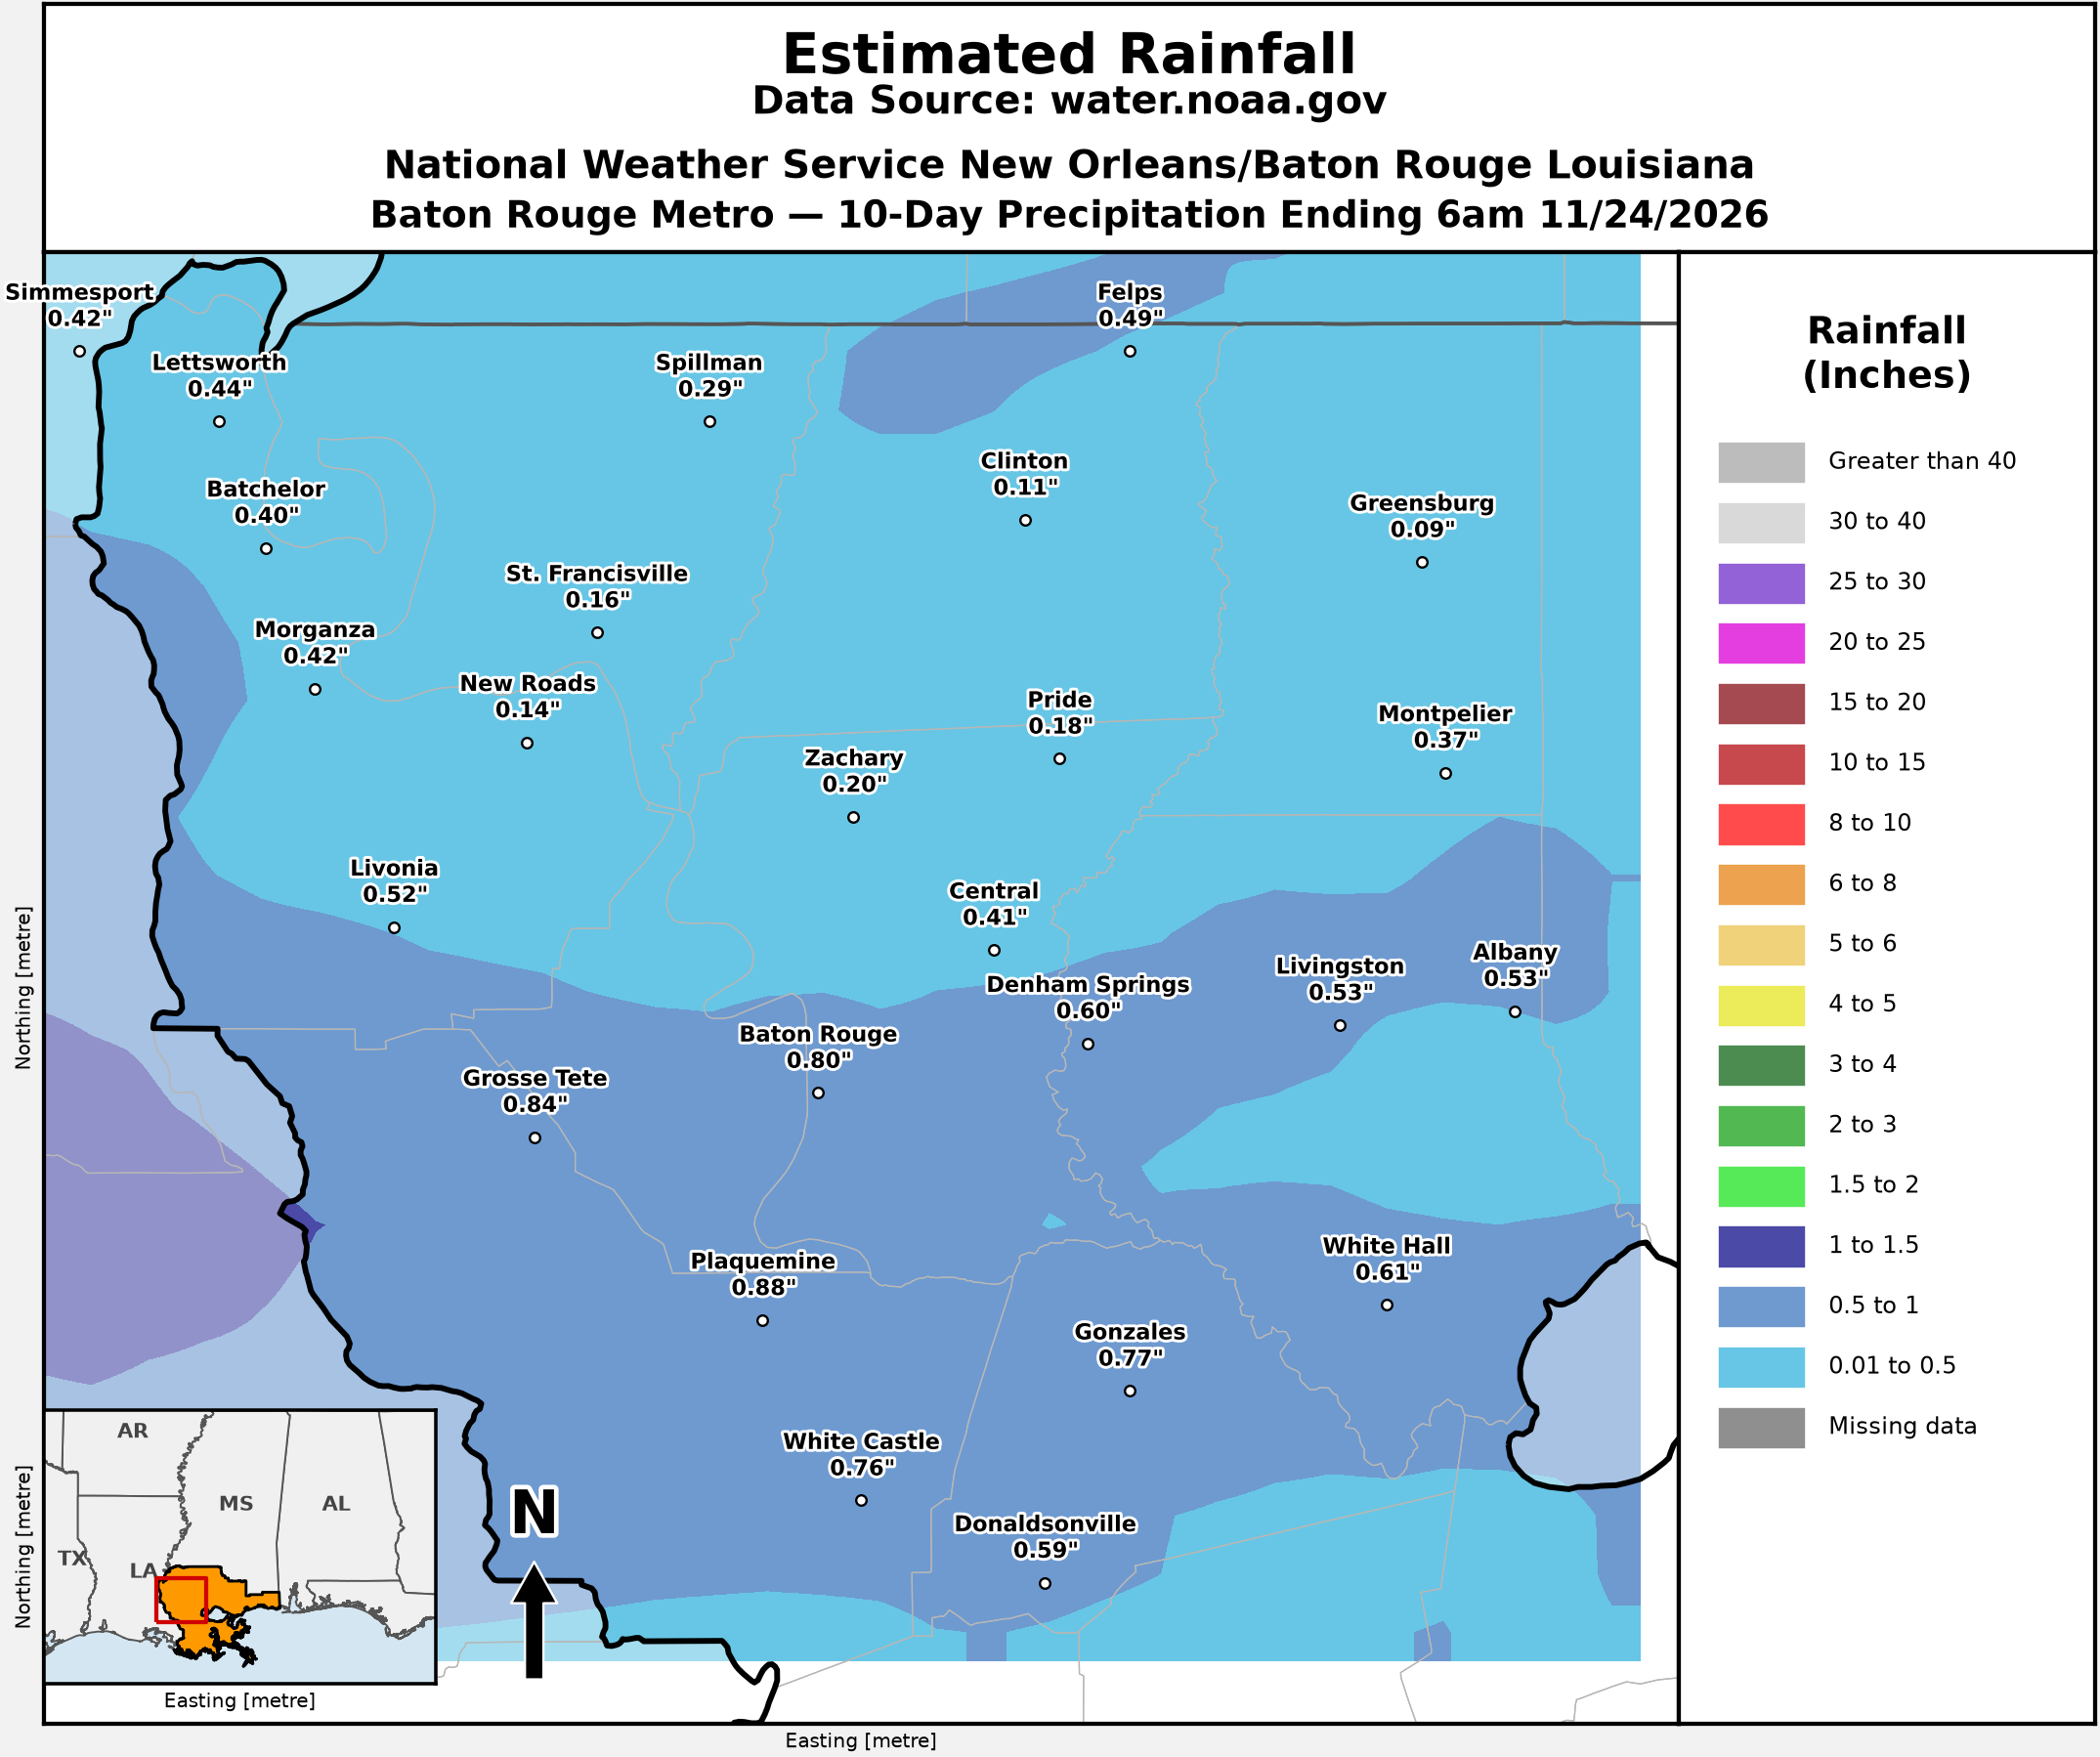 Estimated Rainfall
Data Source: water.noaa.gov
National Weather Service New Orleans/Baton Rouge Louisiana
Baton Rouge Metro — 10-Day Precipitation Ending 6am 11/24/2026
Simmesport
0.42"
Felps
0.49"
Lettsworth
0.44"
Spillman
0.29"
Clinton
0.11"
Batchelor
0.40"
Greensburg
0.09"
St. Francisville
0.16"
Morganza
0.42"
New Roads
0.14"
Pride
0.18"
Montpelier
0.37"
Zachary
0.20"
Livonia
0.52"
Central
0.41"
Albany
0.53"
Livingston
0.53"
Denham Springs
0.60"
Baton Rouge
0.80"
Grosse Tete
0.84"
White Hall
0.61"
Plaquemine
0.88"
Gonzales
0.77"
White Castle
0.76"
Donaldsonville
0.59"
N
AR
MS
AL
TX
LA
Easting [metre]
Northing [metre]
Northing [metre]
Easting [metre]
Rainfall
(Inches)
Greater than 40
30 to 40
25 to 30
20 to 25
15 to 20
10 to 15
8 to 10
6 to 8
5 to 6
4 to 5
3 to 4
2 to 3
1.5 to 2
1 to 1.5
0.5 to 1
0.01 to 0.5
Missing data